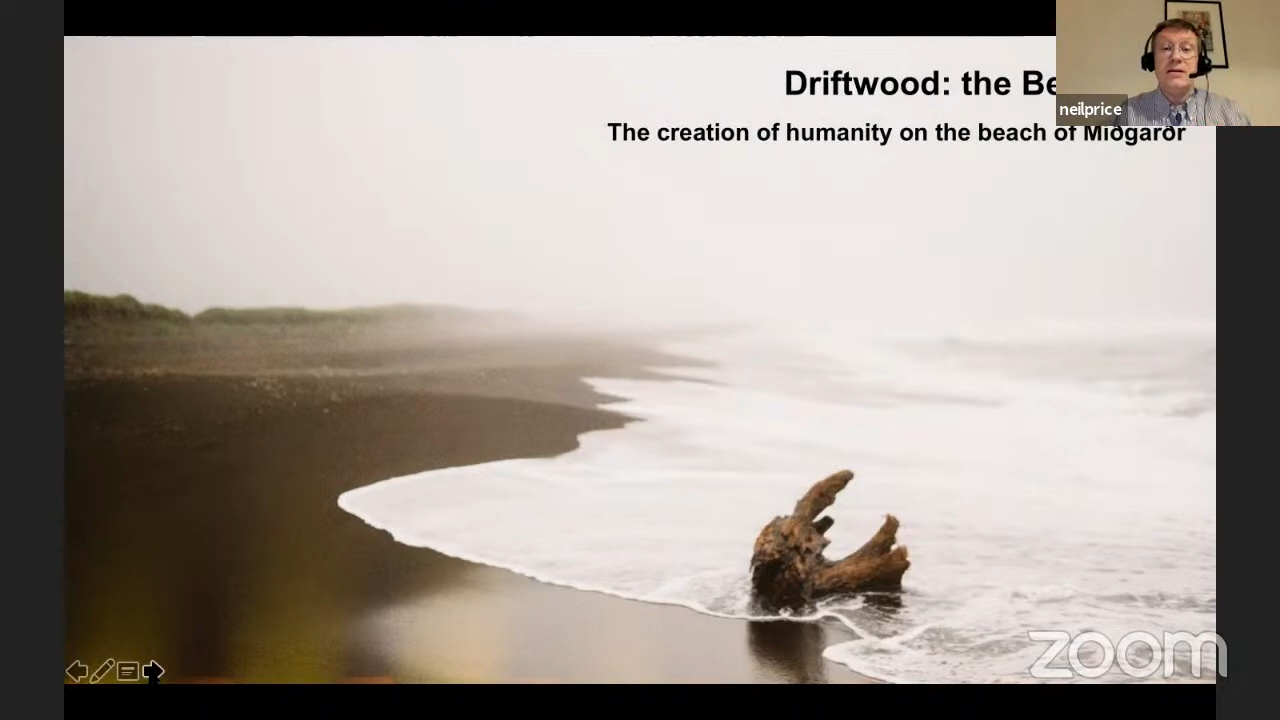 Driftwood: the Be
neilprice
The creation of humanity on the beach of Miðgarðr
zoom